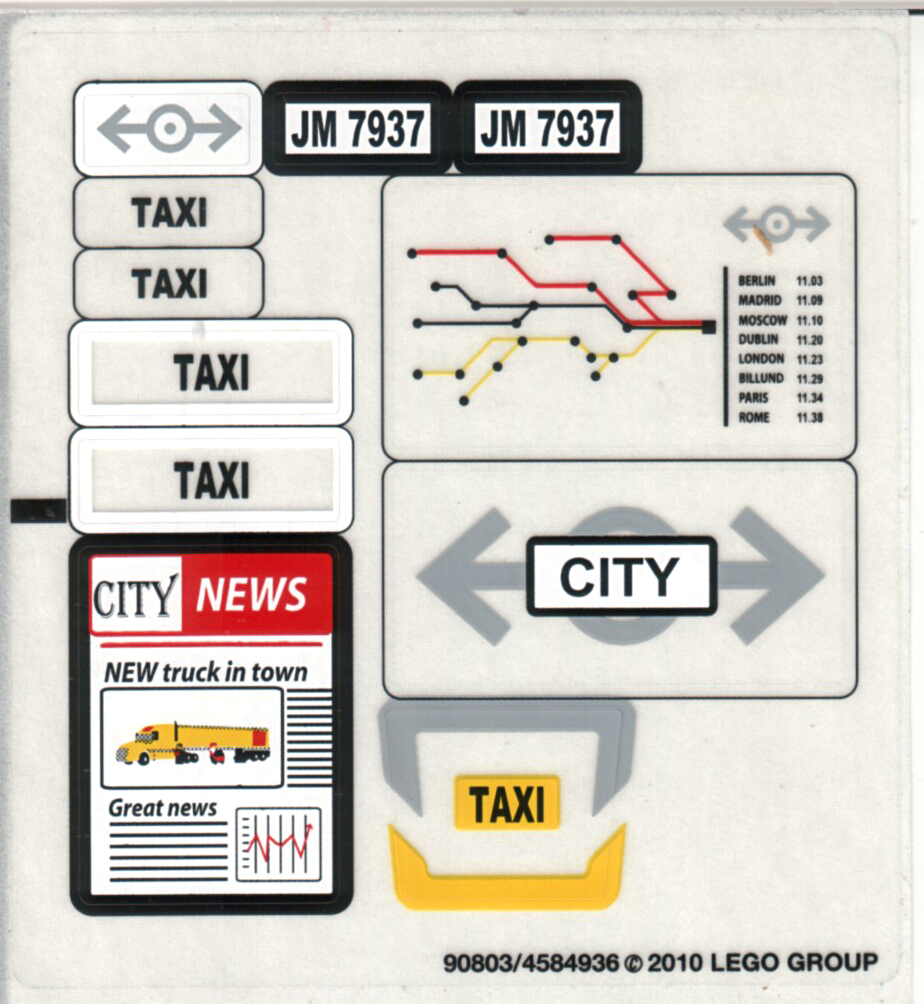 JM 7937
JM 7937
TAXI
TAXI
TAXI
TAXI
BERLIN 11.03
MADRID 11.09
MOSCOW 11.10
DUBLIN 11.20
LONDON 11.23
BILLUND 11.29
PARIS 11.34
ROME 11.38
CITY
CITY NEWS
NEW truck in town
Great news
TAXI
90803/4584936 © 2010 LEGO GROUP